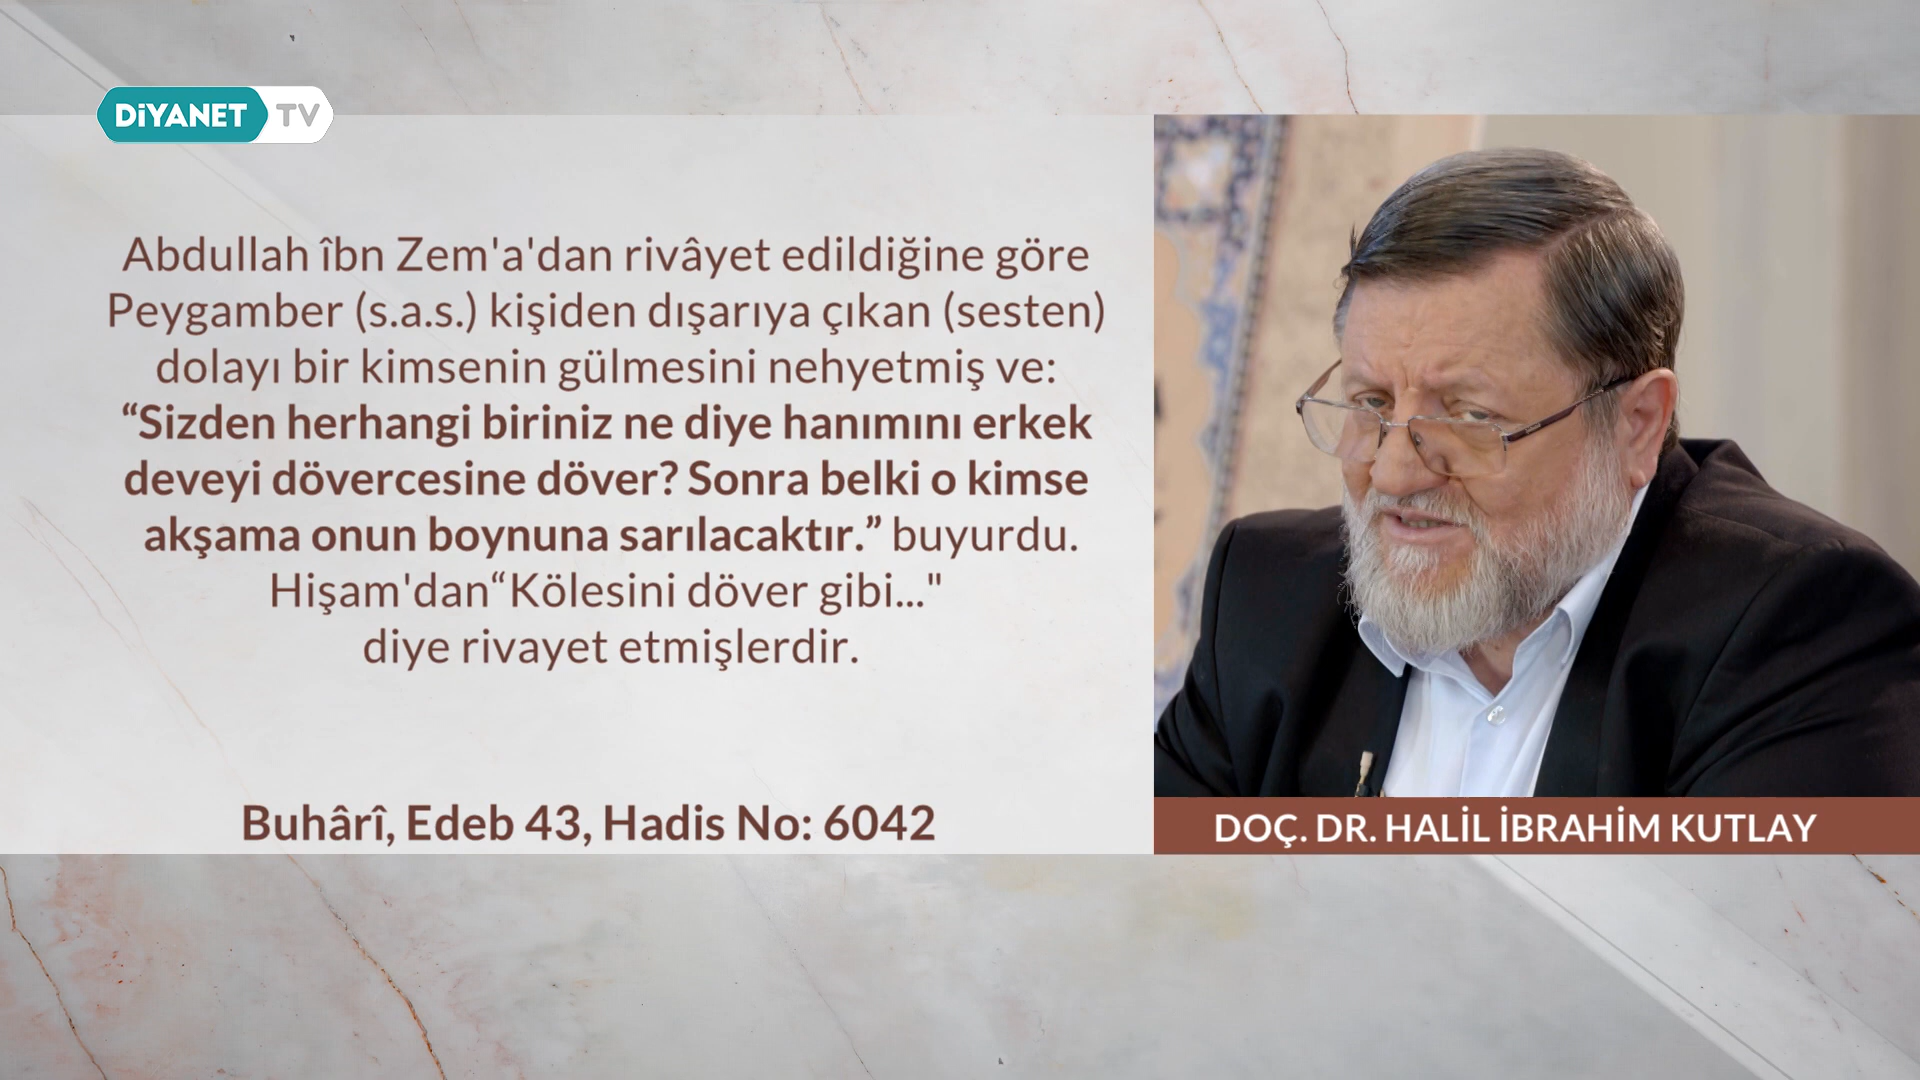 DiYANET TV
Abdullah îbn Zem'a'dan rivâyet edildiğine göre
Peygamber (s.a.s.) kişiden dışarıya çıkan (sesten)
dolayı bir kimsenin gülmesini nehyetmiş ve:
“Sizden herhangi biriniz ne diye hanımını erkek
deveyi dövercesine döver? Sonra belki o kimse
akşama onun boynuna sarılacaktır.” buyurdu.
Hişam'dan“Kölesini döver gibi..."
diye rivayet etmişlerdir.
Buhârî, Edeb 43, Hadis No: 6042
DOÇ. DR. HALİL İBRAHİM KUTLAY